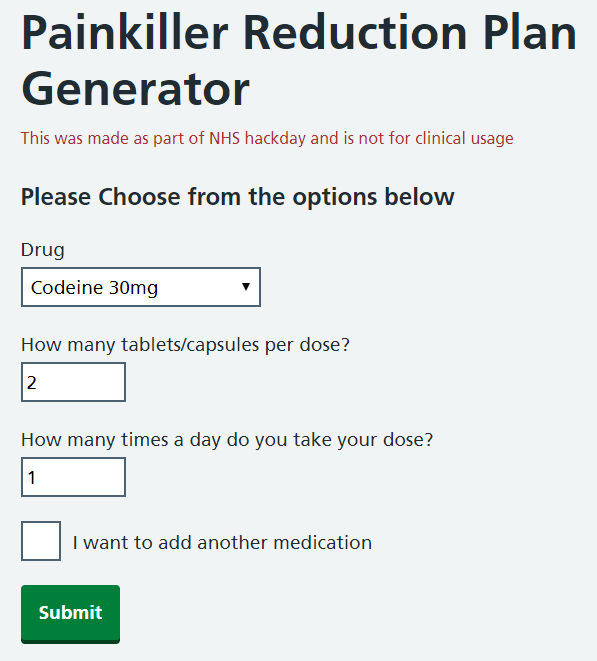 Painkiller Reduction Plan
Generator
This was made as part of NHS hackday and is not for clinical usage
Please Choose from the options below
Drug
Codeine 30mg
How many tablets/capsules per dose?
2
How many times a day do you take your dose?
1
I want to add another medication
Submit